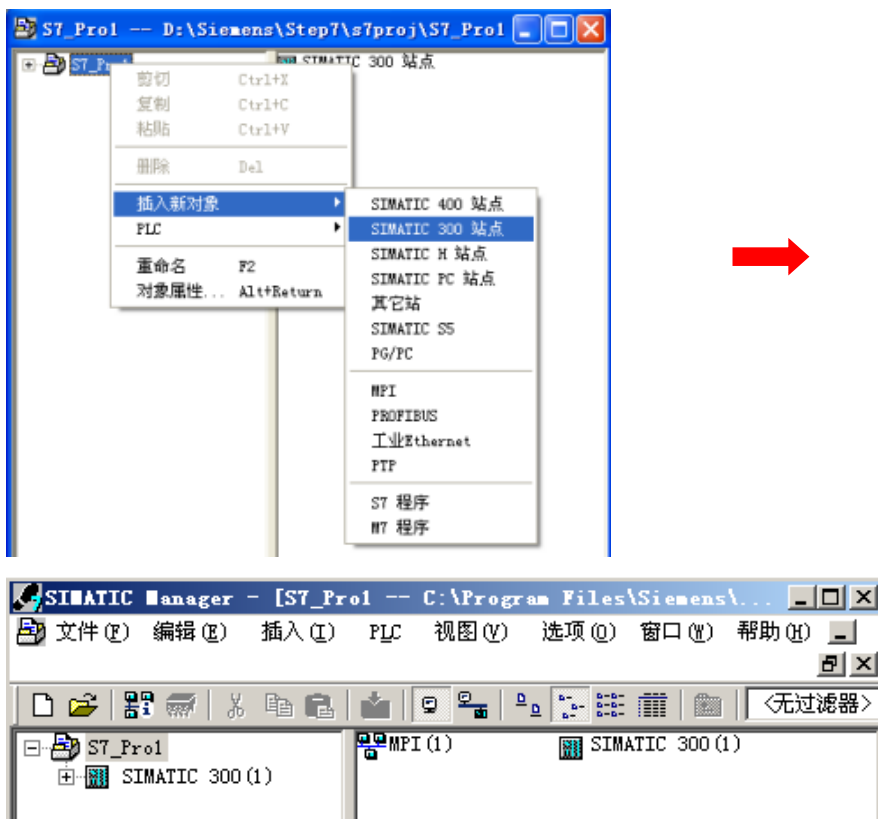 S7_Pro1 -- D:\Siemens\Step7\s7proj\S7_Pro1
S7_Pro1 SIMATIC 300 站点
剪切 Ctrl+X
复制 Ctrl+C
粘贴 Ctrl+V
删除 Del
插入新对象
PLC
重命名 F2
对象属性... Alt+Return
SIMATIC 400 站点
SIMATIC 300 站点
SIMATIC H 站点
SIMATIC PC 站点
其它站
SIMATIC S5
PG/PC
MPI
PROFIBUS
工业Ethernet
PTP
S7 程序
M7 程序
SIMATIC Manager - [S7_Pro1 -- C:\Program Files\Siemens\...
文件(F) 编辑(E) 插入(I) PLC 视图(V) 选项(O) 窗口(W) 帮助(H)
<无过滤器>
S7_Pro1 MPI(1) SIMATIC 300(1)
SIMATIC 300(1)